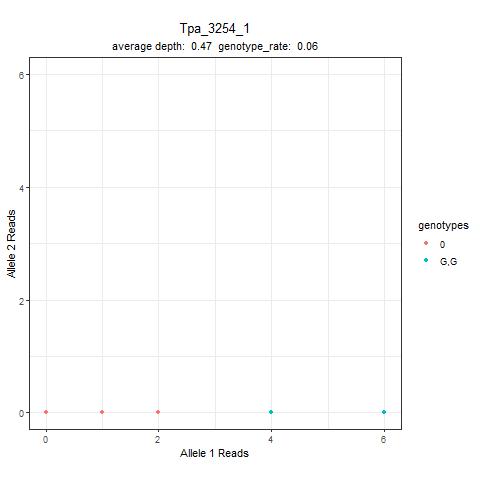 Tpa_3254_1
average depth: 0.47 genotype_rate: 0.06
6
4
2
0
Allele 2 Reads
0 2 4 6
Allele 1 Reads
genotypes
0
G,G